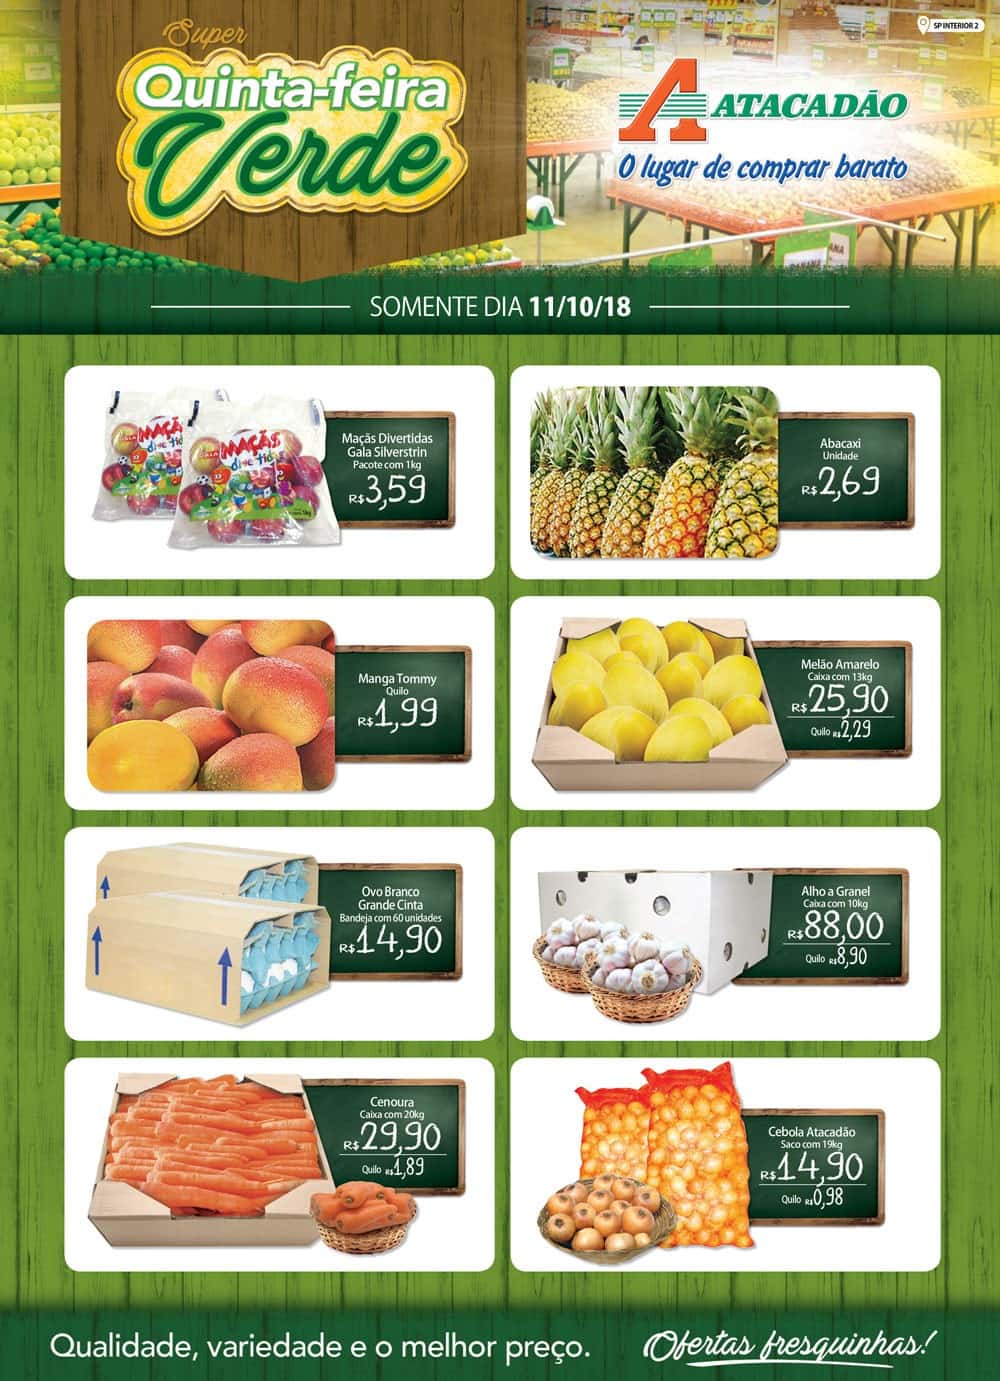 SP INTERIOR 2
Super
Quinta-feira
Verde
ATACADÃO
O lugar de comprar barato
SOMENTE DIA 11/10/18
MAÇÃS
divertidas
MAÇÃS
divertidas
Maçãs Divertidas
Gala Silverstrin
Pacote com 1kg
R$3,59
Abacaxi
Unidade
R$2,69
Manga Tommy
Quilo
R$1,99
Melão Amarelo
Caixa com 13kg
R$25,90
Quilo R$2,29
Ovo Branco
Grande Cinta
Bandeja com 60 unidades
R$14,90
Alho a Granel
Caixa com 10kg
R$88,00
Quilo R$8,90
Cenoura
Caixa com 20kg
R$29,90
Quilo R$1,89
Cebola Atacadão
Saco com 19kg
R$14,90
Quilo R$0,98
Qualidade, variedade e o melhor preço.
Ofertas fresquinhas!